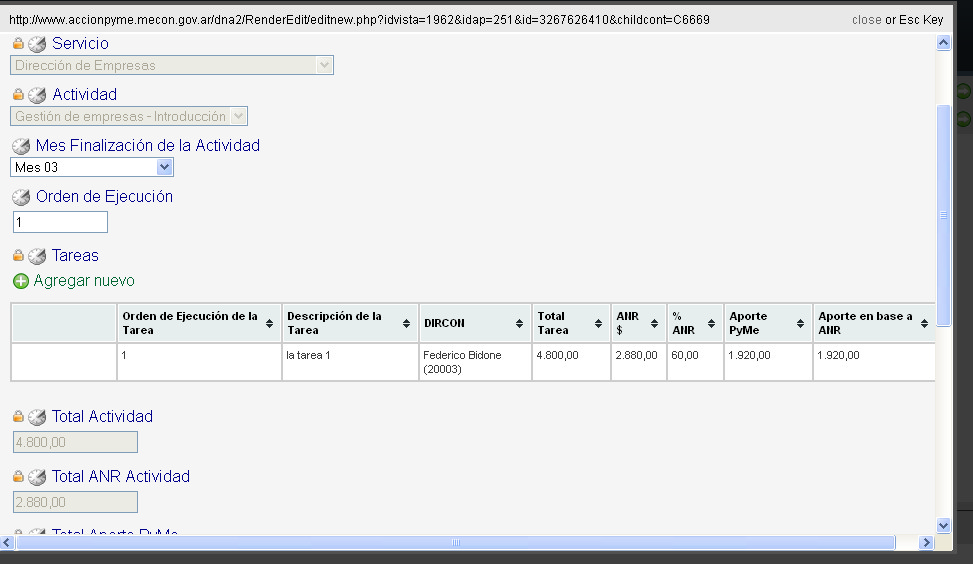 http://www.accionpyme.mecon.gov.ar/dna2/RenderEdit/editnew.php?idvista=1962&idap=251&id=3267626410&childcont=C6669 close or Esc Key
Servicio
Dirección de Empresas
Actividad
Gestión de empresas - Introducción
Mes Finalización de la Actividad
Mes 03
Orden de Ejecución
1
Tareas
Agregar nuevo
Orden de Ejecución de la Tarea Descripción de la Tarea DIRCON Total Tarea ANR $ % ANR Aporte PyMe Aporte en base a ANR
1 la tarea 1 Federico Bidone (20003) 4.800,00 2.880,00 60,00 1.920,00 1.920,00
Total Actividad
4.800,00
Total ANR Actividad
2.880,00
Total Aporte PyMe